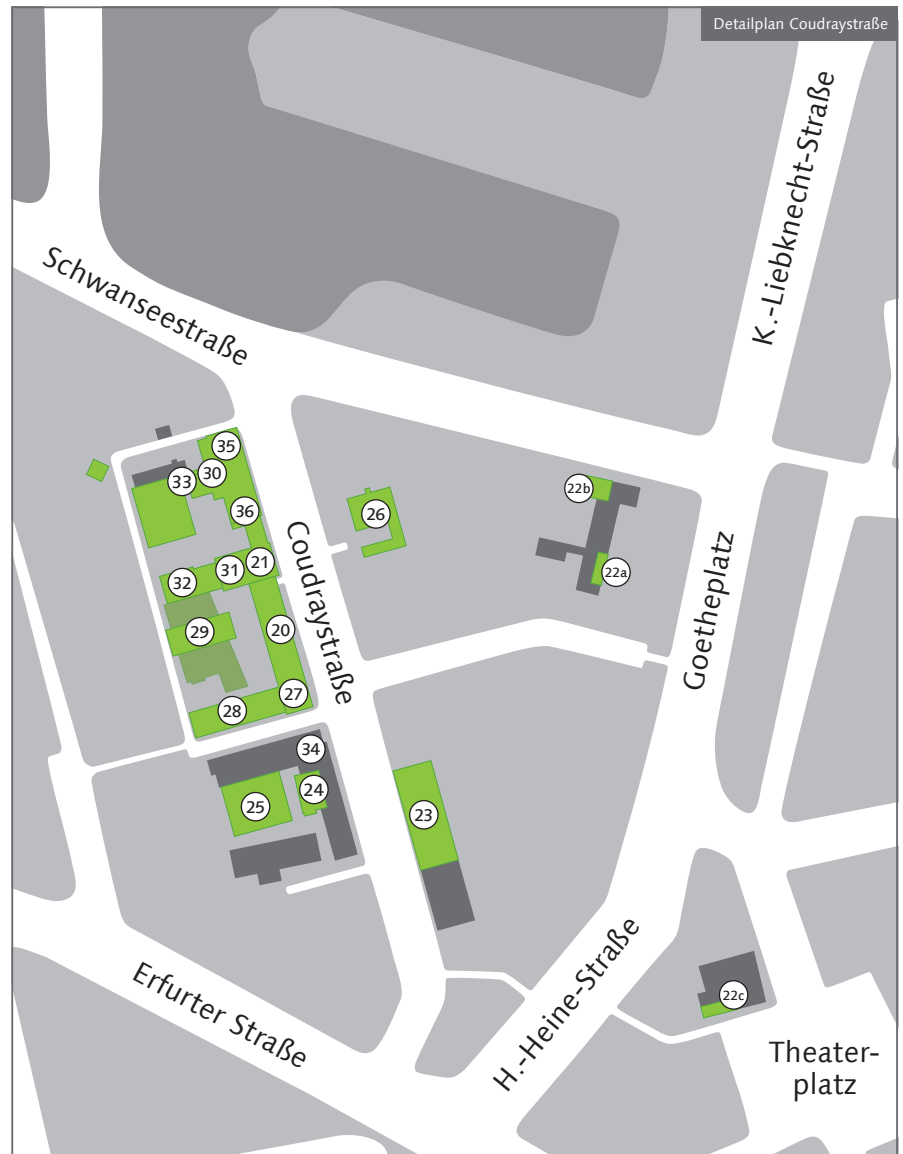 Detailplan Coudraystraße
K.-Liebknecht-Straße
Schwanseestraße
35
30
33
36
26
22b
21
31
32
22a
Coudraystraße
Goetheplatz
29
20
27
28
34
24
25
23
H.-Heine-Straße
Erfurter Straße
22c
Theater-
platz